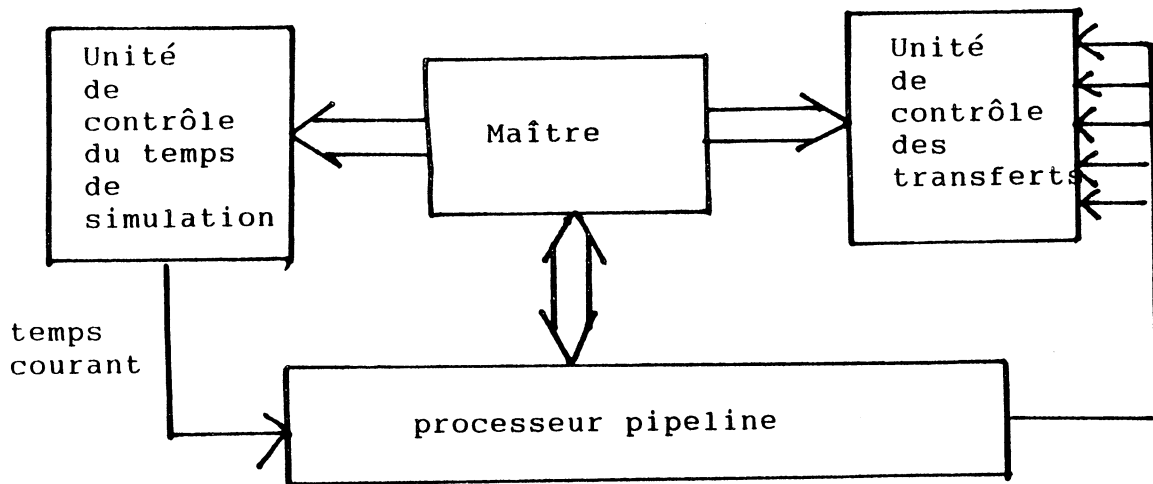 Unité
de
contrôle
du temps
de
simulation
Maître
Unité
de
contrôle
des
transferts
temps
courant
processeur pipeline